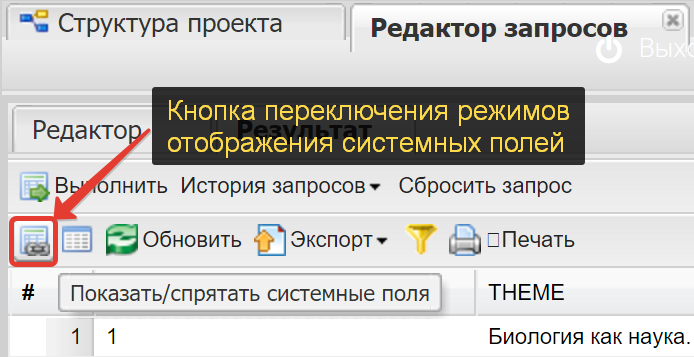 Структура проекта
Редактор запросов
Выхо
Кнопка переключения режимов
отображения системных полей
Редактор
Результат
Выполнить История запросов Сбросить запрос
Обновить Экспорт Печать
# THEME
Показать/спрятать системные поля
1 1 Биология как наука.